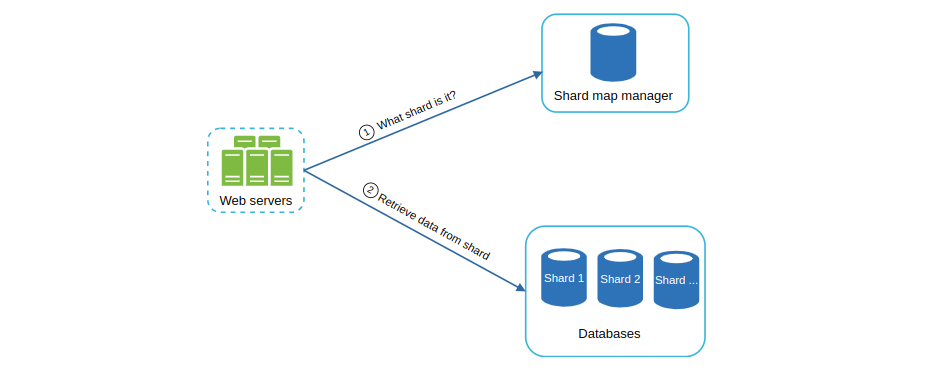 Shard map manager
1 What shard is it?
Web servers
2 Retrieve data from shard
Shard 1
Shard 2
Shard ...
Databases